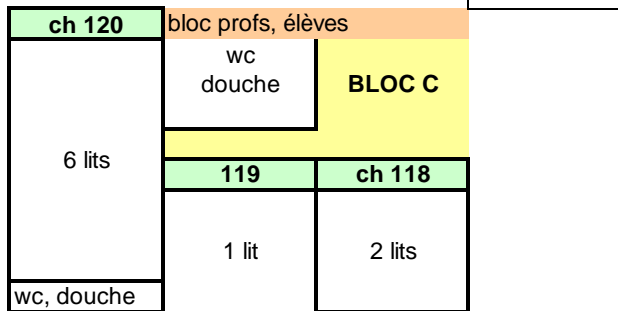 ch 120
bloc profs, élèves
wc
douche
BLOC C
6 lits
119
ch 118
1 lit
2 lits
wc, douche